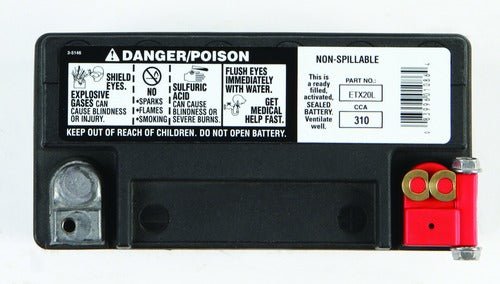 2-5146
DANGER/POISON
SHIELD EYES.
EXPLOSIVE GASES CAN CAUSE BLINDNESS OR INJURY.
NO
•SPARKS
•FLAMES
•SMOKING
SULFURIC ACID
CAN CAUSE BLINDNESS OR SEVERE BURNS.
FLUSH EYES IMMEDIATELY WITH WATER.
GET MEDICAL HELP FAST.
KEEP OUT OF REACH OF CHILDREN. DO NOT OPEN BATTERY.
NON-SPILLABLE
This is
a ready
filled,
activated,
SEALED
BATTERY.
Ventilate
well.
PART NO.:
ETX20L
CCA
310